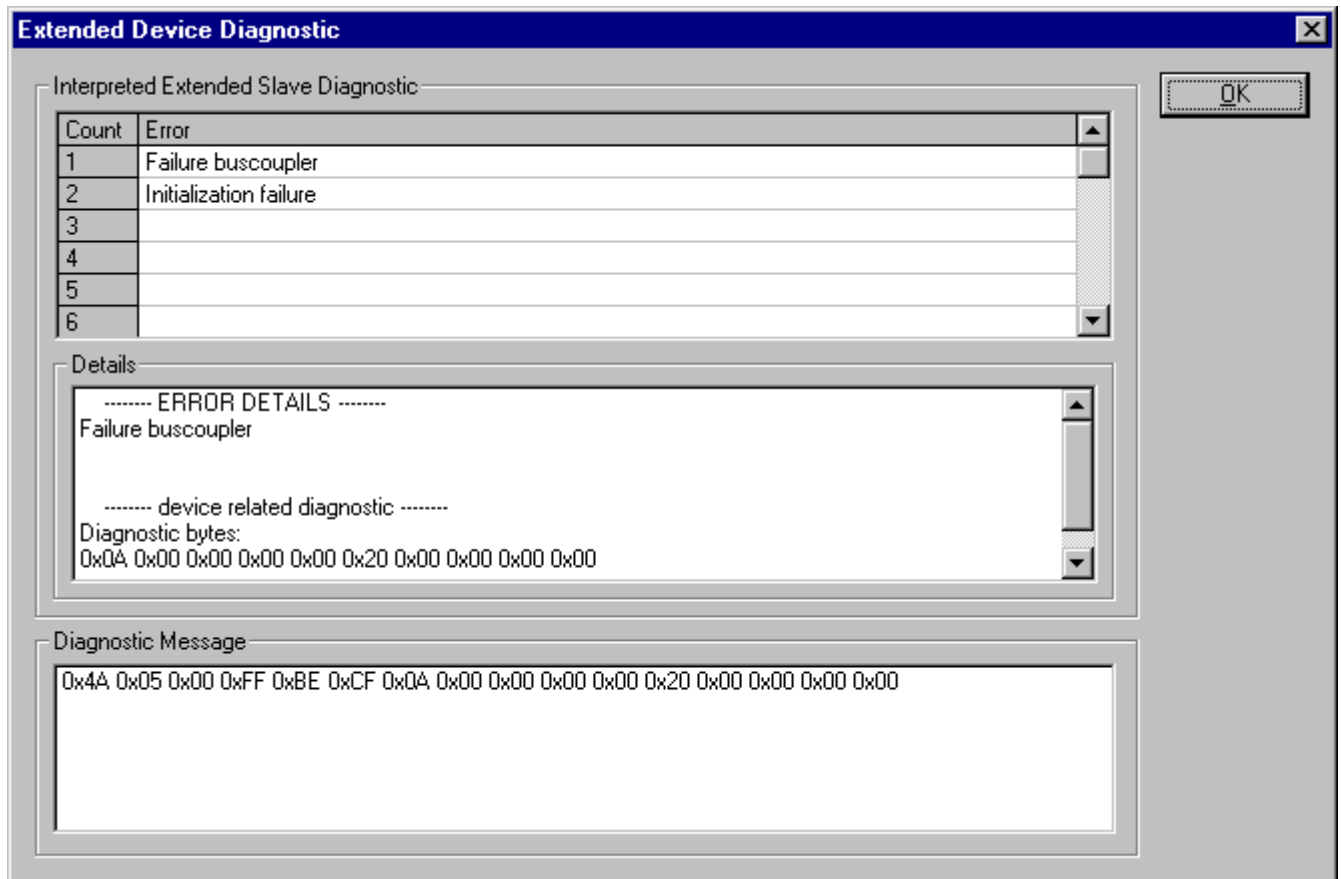 Extended Device Diagnostic
Interpreted Extended Slave Diagnostic
OK
Count Error
1 Failure buscoupler
2 Initialization failure
3
4
5
6
Details
-------- ERROR DETAILS --------
Failure buscoupler
-------- device related diagnostic --------
Diagnostic bytes:
0x0A 0x00 0x00 0x00 0x00 0x20 0x00 0x00 0x00 0x00
Diagnostic Message
0x4A 0x05 0x00 0xFF 0xBE 0xCF 0x0A 0x00 0x00 0x00 0x00 0x20 0x00 0x00 0x00 0x00